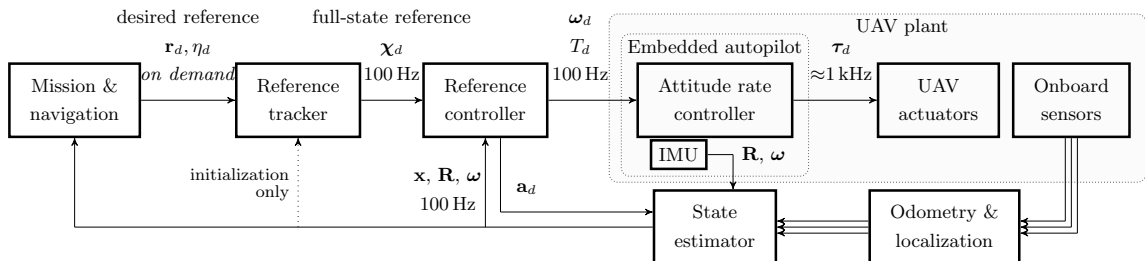 desired reference
full-state reference
UAV plant
𝐫_d, η_d
on demand
𝛘_d
100 Hz
𝛚_d
T_d
100 Hz
Embedded autopilot
𝛕_d
≈1 kHz
Mission &
navigation
Reference
tracker
Reference
controller
Attitude rate
controller
UAV
actuators
Onboard
sensors
IMU
𝐑, 𝛚
initialization
only
𝐱, 𝐑, 𝛚
100 Hz
𝐚_d
State
estimator
Odometry &
localization